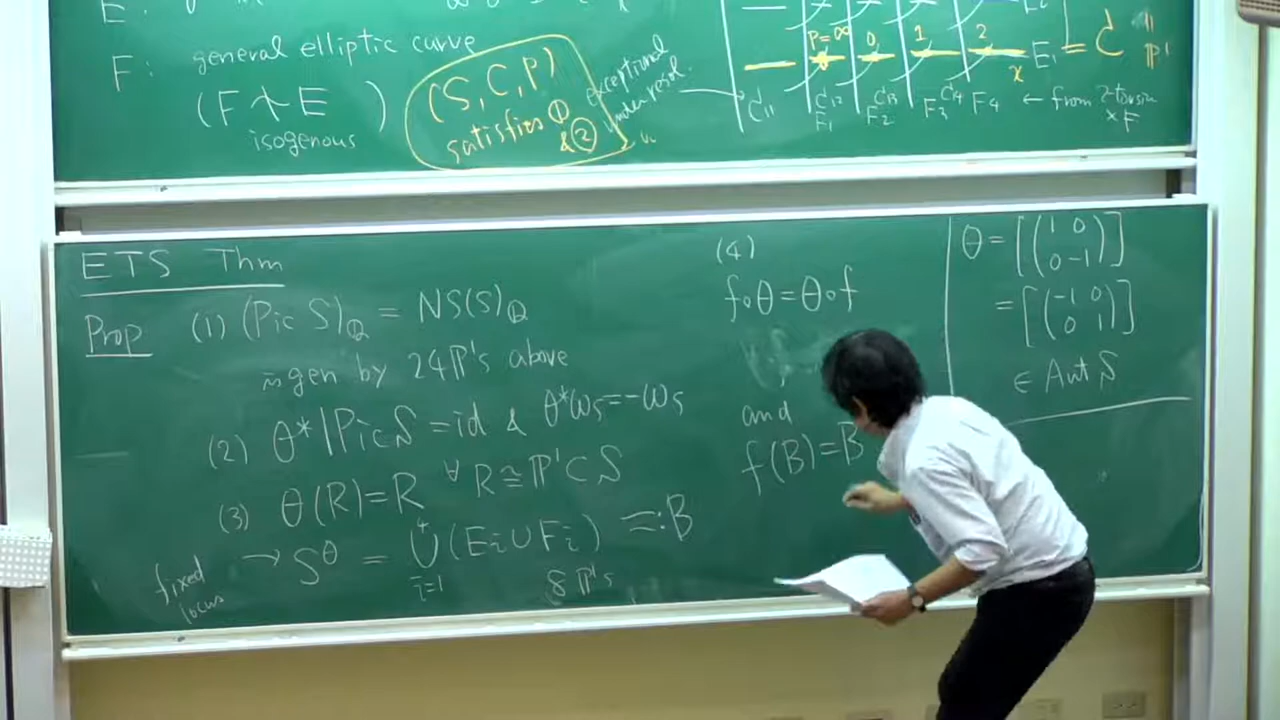 E:
F: general elliptic curve
(F ≁ E)
isogenous
(S, C, P)
satisfies ①
& ②
exceptional
P=∞ 0 1 2
x
E₁ = C
ℙ¹
C₁₁ C₁₂ C₁₃ C₁₄
F₁ F₂ F₃ F₄ ← from 2-torsion
× F
ETS Thm
Prop (1) (Pic S)_ℚ = NS(S)_ℚ
is gen by 24 ℙ¹'s above
(2) θ*|Pic S = id & θ*ω_S = -ω_S
(3) θ(R) = R ∀ R ≅ ℙ¹ ⊂ S
fixed locus → S^θ = ⋃_{i=1}^4 (E_i ∪ F_i) ≡: B
8 ℙ¹'s
(4)
f∘θ = θ∘f
and
f(B) = B
θ = [(1 0
0 -1)]
= [(-1 0
0 1)]
∈ Aut S